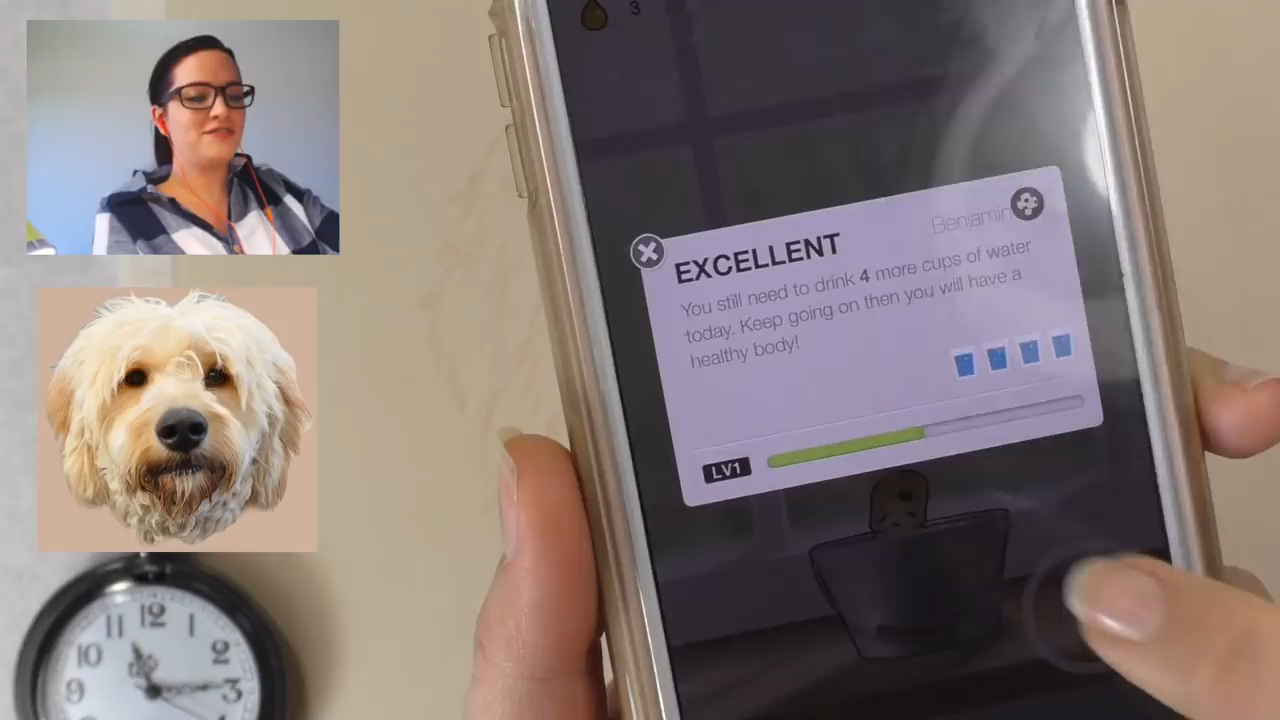 3
Benjamin
EXCELLENT
You still need to drink 4 more cups of water
today. Keep going on then you will have a
healthy body!
LV1
12
11
1
10
2
9
3